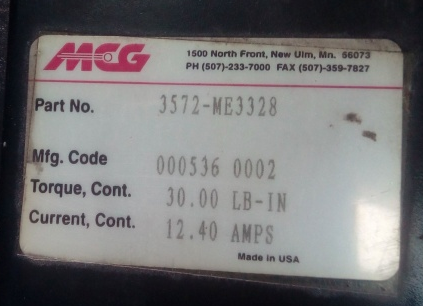 MCG
1500 North Front, New Ulm, Mn. 56073
PH (507)-233-7000 FAX (507)-359-7827
Part No. 3572-ME3328
Mfg. Code 000536 0002
Torque, Cont. 30.00 LB-IN
Current, Cont. 12.40 AMPS
Made in USA